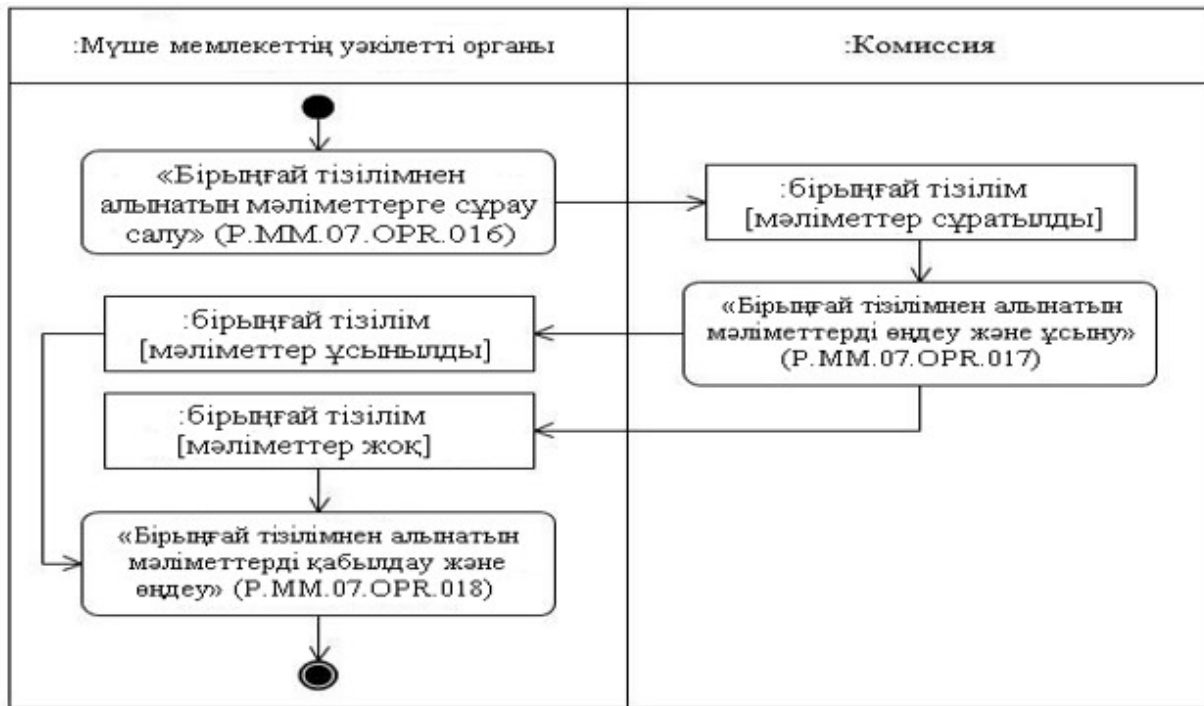 :Мүше мемлекеттің уәкілетті органы
:Комиссия
«Бірыңғай тізілімнен
алынатын мәліметтерге сұрау
салу» (P.MM.07.OPR.016)
:бірыңғай тізілім
[мәліметтер сұратылды]
«Бірыңғай тізілімнен алынатын
мәліметтерді өңдеу және ұсыну»
(P.MM.07.OPR.017)
:бірыңғай тізілім
[мәліметтер ұсынылды]
:бірыңғай тізілім
[мәліметтер жоқ]
«Бірыңғай тізілімнен алынатын
мәліметтерді қабылдау және
өңдеу» (P.MM.07.OPR.018)